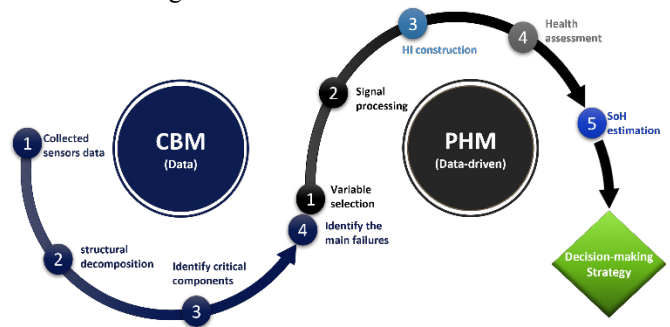 1
Collected
sensors data
CBM
(Data)
2
structural
decomposition
3
Identify critical
components
4
Identify the
main failures
1
Variable
selection
2
Signal
processing
3
HI construction
PHM
(Data-driven)
4
Health
assessment
5
SoH
estimation
Decision-making
Strategy